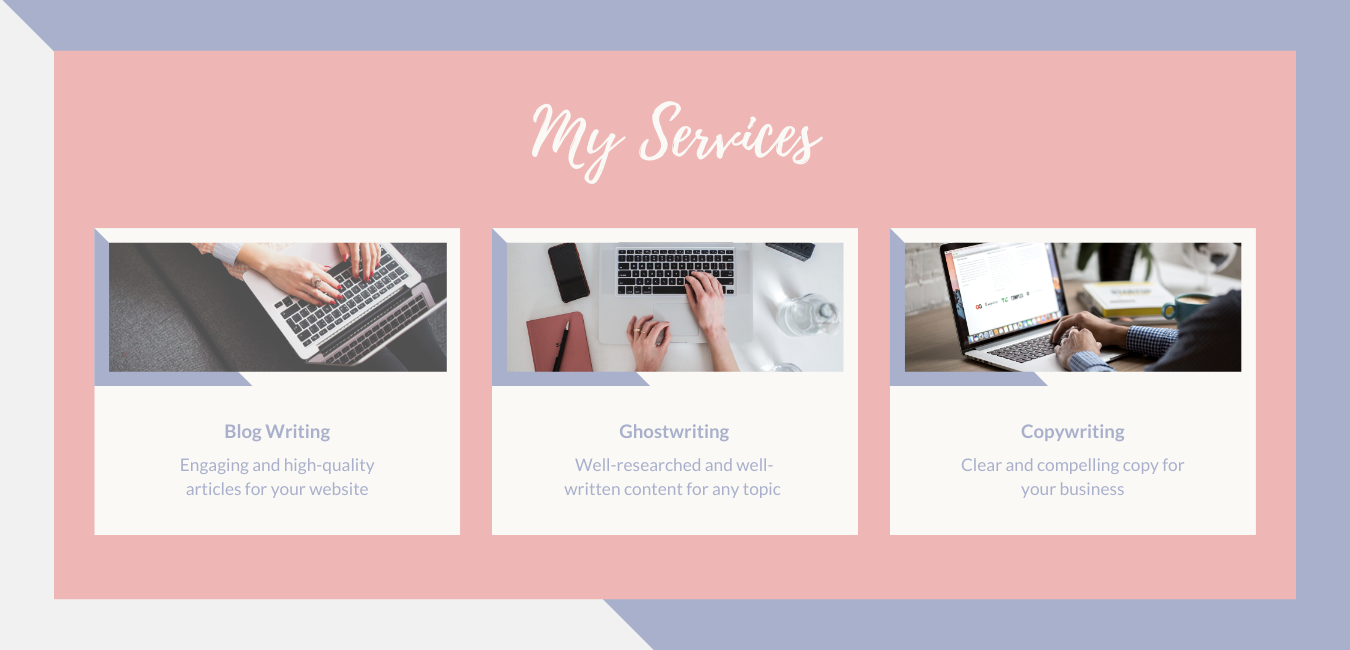 My Services
Blog Writing
Engaging and high-quality
articles for your website
Ghostwriting
Well-researched and well-
written content for any topic
Copywriting
Clear and compelling copy for
your business